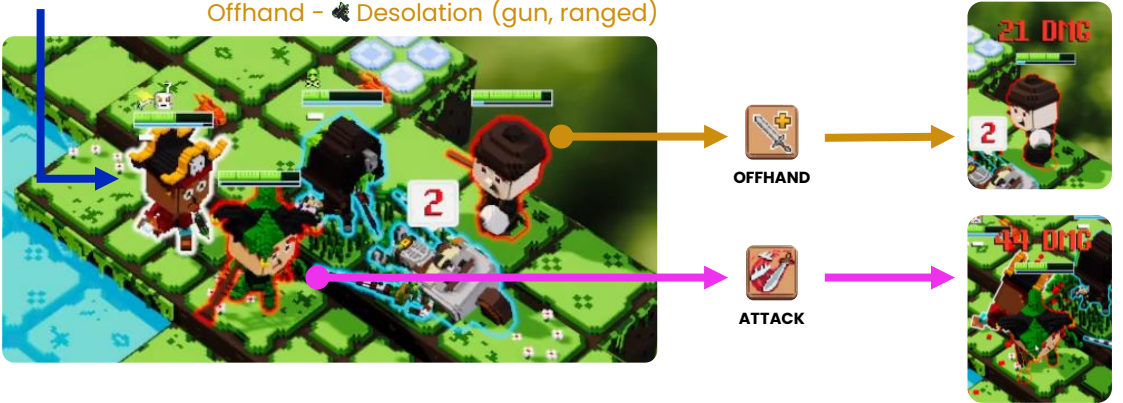 Offhand - Desolation (gun, ranged)
21 DMG
2
2
OFFHAND
44 DMG
ATTACK